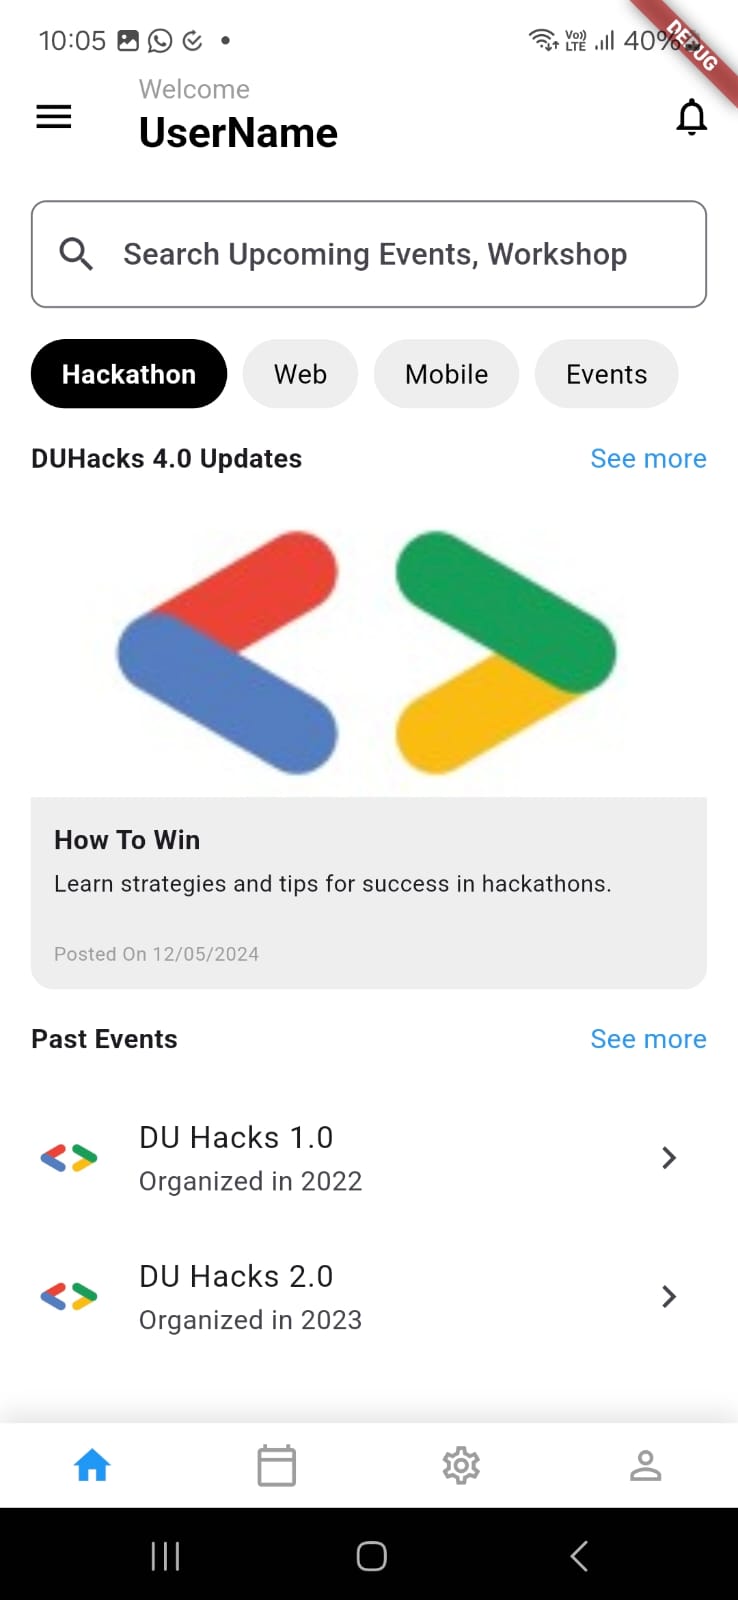 10:05
Vo))
LTE
40%
DEBUG
Welcome
UserName
Search Upcoming Events, Workshop
Hackathon
Web
Mobile
Events
DUHacks 4.0 Updates
See more
How To Win
Learn strategies and tips for success in hackathons.
Posted On 12/05/2024
Past Events
See more
DU Hacks 1.0
Organized in 2022
DU Hacks 2.0
Organized in 2023